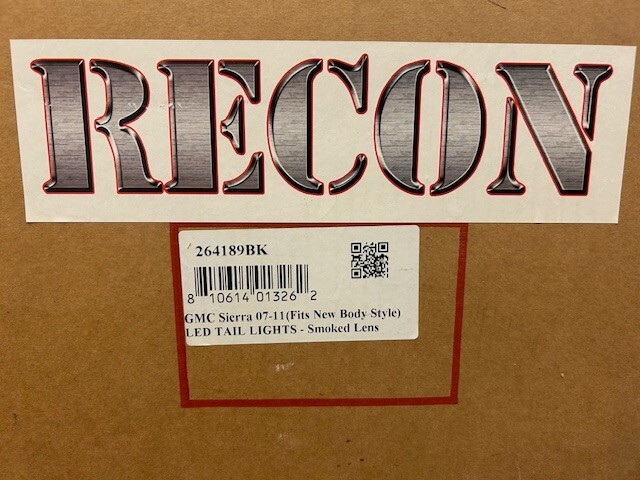 RECON
264189BK
8 10614 01326 2
GMC Sierra 07-11(Fits New Body Style)
LED TAIL LIGHTS - Smoked Lens